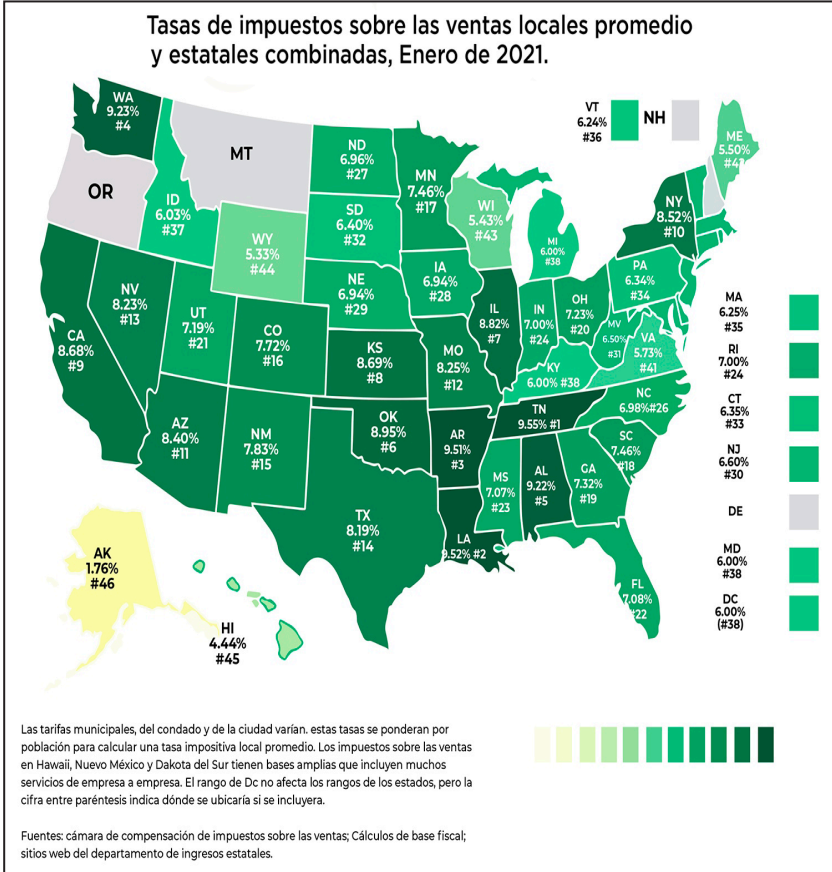 Tasas de impuestos sobre las ventas locales promedio
y estatales combinadas, Enero de 2021.
WA
9.23%
#4
OR
MT
ID
6.03%
#37
WY
5.33%
#44
NV
8.23%
#13
UT
7.19%
#21
CA
8.68%
#9
CO
7.72%
#16
AZ
8.40%
#11
NM
7.83%
#15
ND
6.96%
#27
SD
6.40%
#32
NE
6.94%
#29
KS
8.69%
#8
OK
8.95%
#6
TX
8.19%
#14
MN
7.46%
#17
IA
6.94%
#28
MO
8.25%
#12
AR
9.51%
#3
LA
9.52% #2
WI
5.43%
#43
IL
8.82%
#7
MI
6.00%
#38
IN
7.00%
#24
OH
7.23%
#20
KY
6.00% #38
TN
9.55% #1
MS
7.07%
#23
AL
9.22%
#5
GA
7.32%
#19
FL
7.08%
#22
SC
7.46%
#18
NC
6.98%#26
VA
5.73%
#41
MV
6.50%
#31
PA
6.34%
#34
NY
8.52%
#10
ME
5.50%
#42
VT
6.24%
#36
NH
MA
6.25%
#35
RI
7.00%
#24
CT
6.35%
#33
NJ
6.60%
#30
DE
MD
6.00%
#38
DC
6.00%
(#38)
AK
1.76%
#46
HI
4.44%
#45
Las tarifas municipales, del condado y de la ciudad varían. estas tasas se ponderan por
población para calcular una tasa impositiva local promedio. Los impuestos sobre las ventas
en Hawaii, Nuevo México y Dakota del Sur tienen bases amplias que incluyen muchos
servicios de empresa a empresa. El rango de Dc no afecta los rangos de los estados, pero la
cifra entre paréntesis indica dónde se ubicaría si se incluyera.
Fuentes: cámara de compensación de impuestos sobre las ventas; Cálculos de base fiscal;
sitios web del departamento de ingresos estatales.